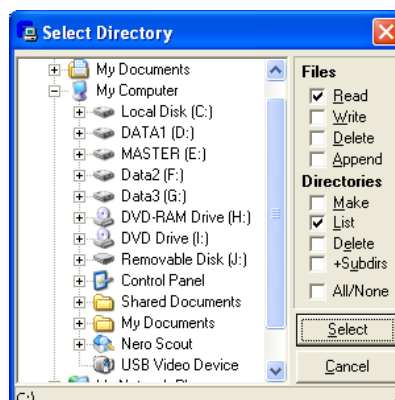 Select Directory
My Documents
My Computer
Local Disk (C:)
DATA1 (D:)
MASTER (E:)
Data2 (F:)
Data3 (G:)
DVD-RAM Drive (H:)
DVD Drive (I:)
Removable Disk (J:)
Control Panel
Shared Documents
My Documents
Nero Scout
USB Video Device
Files
Read
Write
Delete
Append
Directories
Make
List
Delete
+Subdirs
All/None
Select
Cancel
C:\